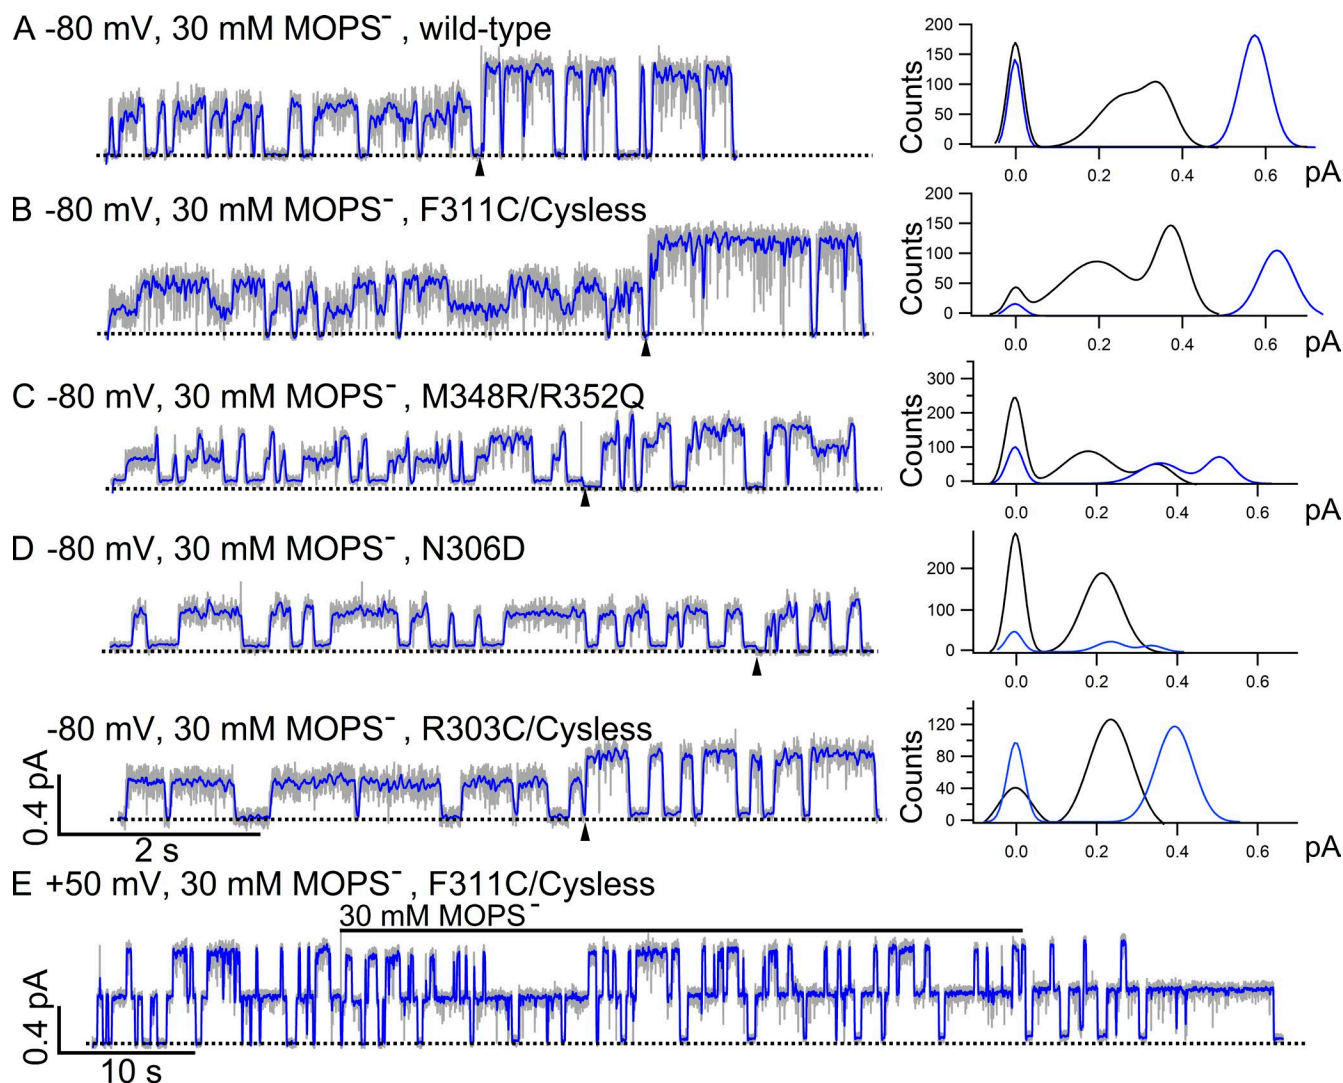 A -80 mV, 30 mM MOPS⁻ , wild-type
200
150
100
50
0
Counts
0.0 0.2 0.4 0.6 pA
B -80 mV, 30 mM MOPS⁻ , F311C/Cysless
200
150
100
50
0
Counts
0.0 0.2 0.4 0.6 pA
C -80 mV, 30 mM MOPS⁻ , M348R/R352Q
300
200
100
0
Counts
0.0 0.2 0.4 0.6 pA
D -80 mV, 30 mM MOPS⁻ , N306D
200
100
0
Counts
0.0 0.2 0.4 0.6 pA
-80 mV, 30 mM MOPS⁻ , R303C/Cysless
0.4 pA
2 s
120
80
40
0
Counts
0.0 0.2 0.4 0.6 pA
E +50 mV, 30 mM MOPS⁻ , F311C/Cysless
30 mM MOPS⁻
0.4 pA
10 s